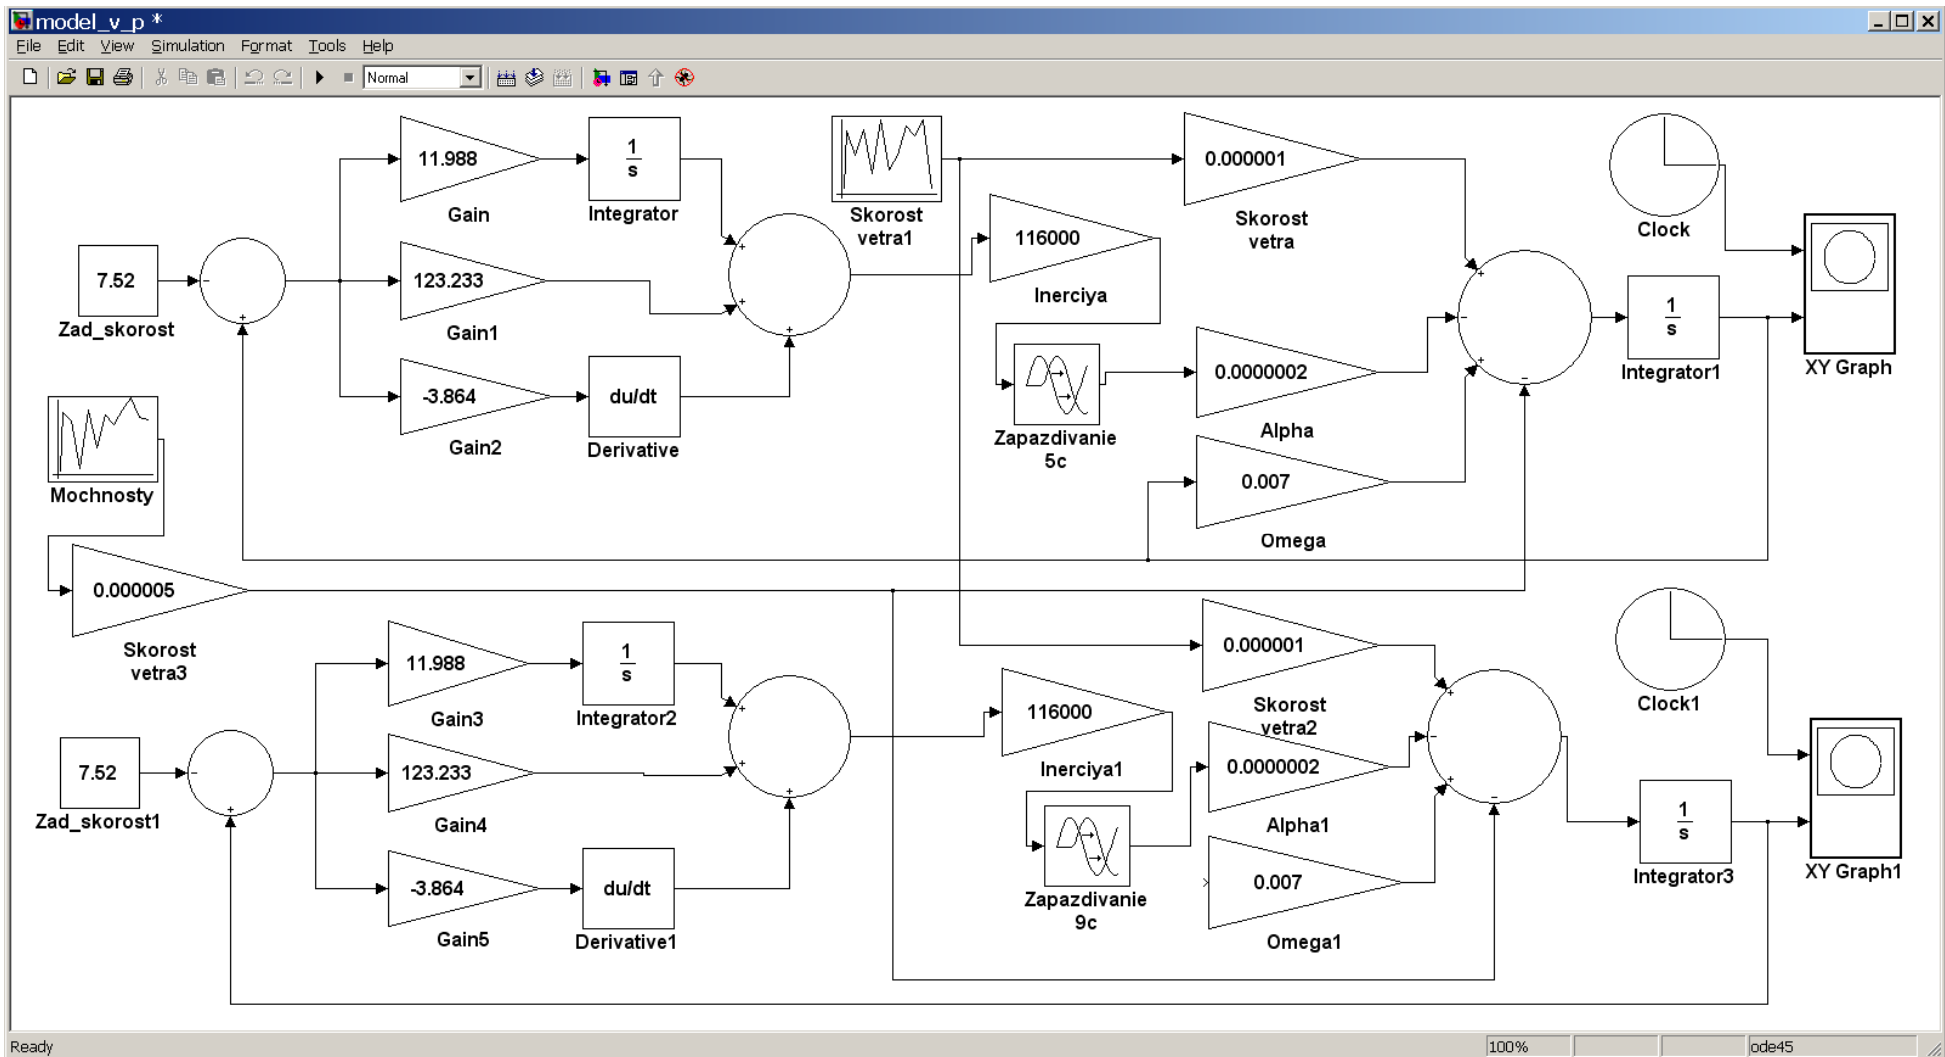 model_v_p *
File Edit View Simulation Format Tools Help
Normal
11.988
Gain
1
s
Integrator
Skorost
vetra1
0.000001
Skorost
vetra
Clock
7.52
Zad_skorost
123.233
Gain1
116000
Inerciya
1
s
Integrator1
XY Graph
-3.864
Gain2
du/dt
Derivative
Zapazdivanie
5c
0.0000002
Alpha
Mochnosty
0.007
Omega
0.000005
Skorost
vetra3
11.988
Gain3
1
s
Integrator2
0.000001
Skorost
vetra2
Clock1
7.52
Zad_skorost1
123.233
Gain4
116000
Inerciya1
0.0000002
Alpha1
1
s
Integrator3
XY Graph1
-3.864
Gain5
du/dt
Derivative1
Zapazdivanie
9c
0.007
Omega1
Ready
100%
ode45